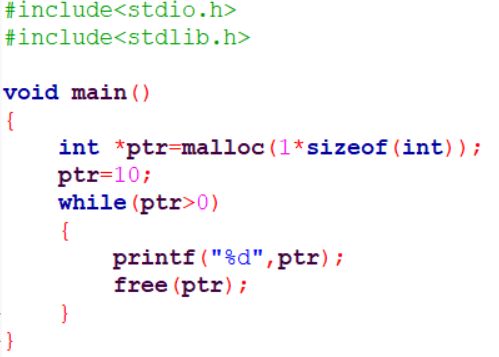 #include<stdio.h>
#include<stdlib.h>
void main()
{
int *ptr=malloc(1*sizeof(int));
ptr=10;
while(ptr>0)
{
printf("%d",ptr);
free(ptr);
}
}